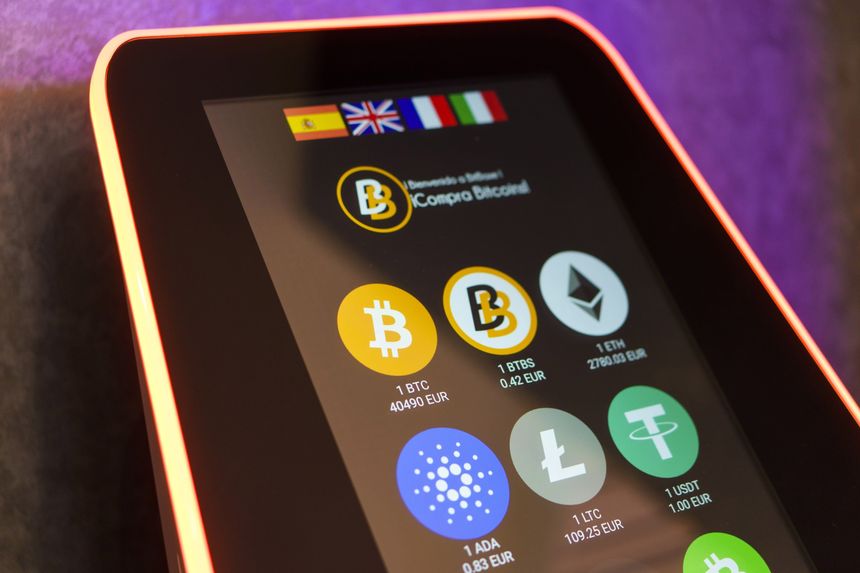 ¡ Bienvenido a BitBase !
¡Compra Bitcoins!
1 BTC
40490 EUR
1 BTBS
0.42 EUR
1 ETH
2780.03 EUR
1 ADA
0.83 EUR
1 LTC
109.25 EUR
1 USDT
1.00 EUR